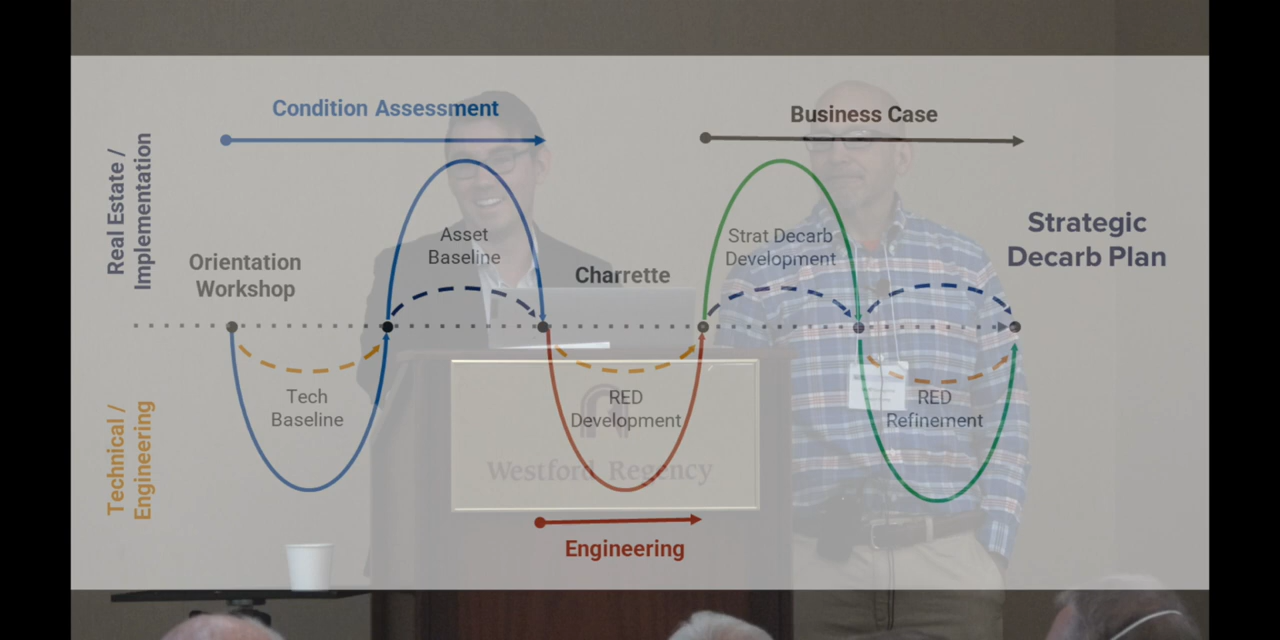 Condition Assessment
Business Case
Real Estate /
Implementation
Strategic
Decarb Plan
Asset
Baseline
Strat Decarb
Development
Orientation
Workshop
Charrette
Tech
Baseline
RED
Development
RED
Refinement
Technical /
Engineering
Westford Regency
Engineering